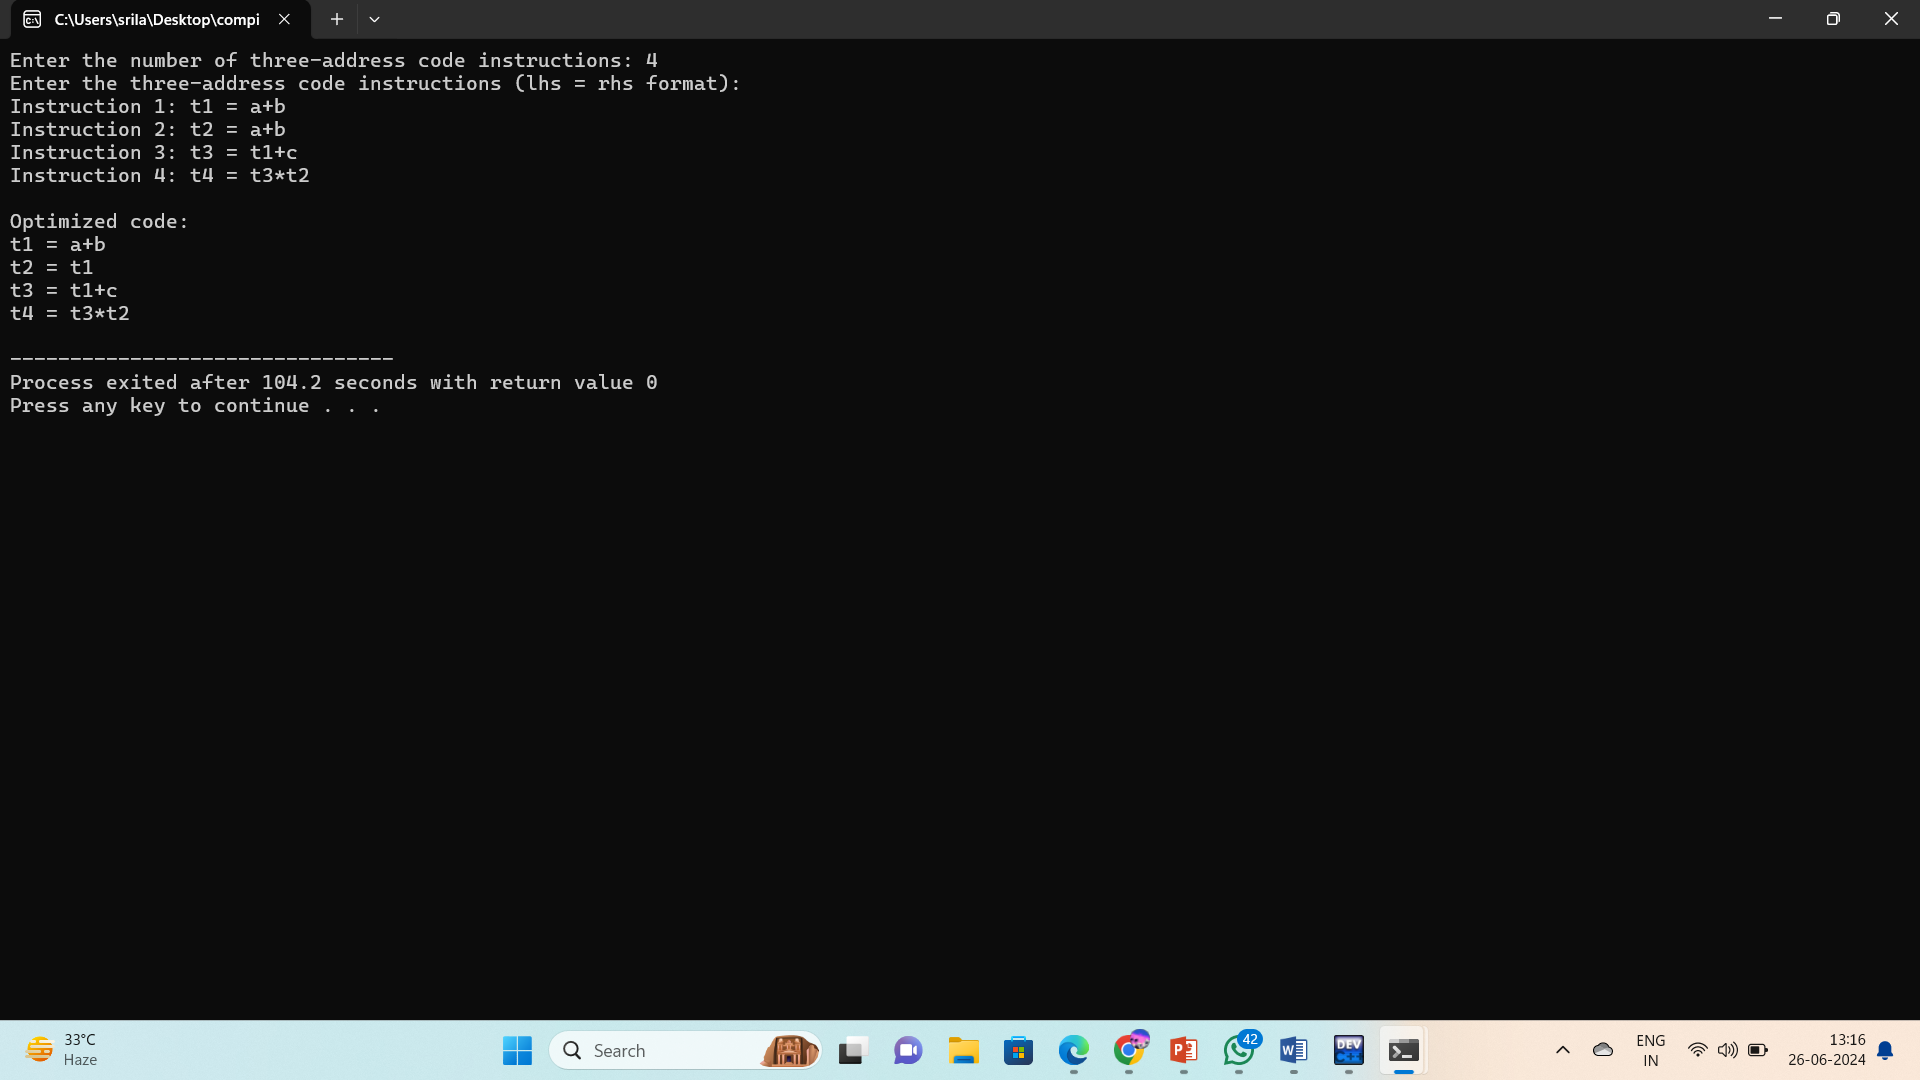 C:\Users\srila\Desktop\compi
Enter the number of three-address code instructions: 4
Enter the three-address code instructions (lhs = rhs format):
Instruction 1: t1 = a+b
Instruction 2: t2 = a+b
Instruction 3: t3 = t1+c
Instruction 4: t4 = t3*t2
Optimized code:
t1 = a+b
t2 = t1
t3 = t1+c
t4 = t3*t2
--------------------------------
Process exited after 104.2 seconds with return value 0
Press any key to continue . . .
33°C
Haze
Search
42
DEV
C++
ENG
IN
13:16
26-06-2024